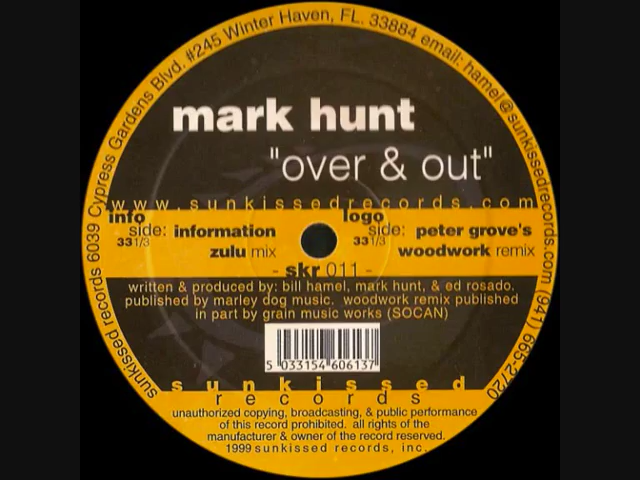 sunkissed records 6039 Cypress Gardens Blvd. #245 Winter Haven, FL. 33884 email: hamel@sunkissedrecords.com (941) 665-2720
mark hunt
"over & out"
www.sunkissedrecords.com
info side: information
33 1/3 zulu mix
logo side: peter grove's
33 1/3 woodwork remix
- skr 011 -
written & produced by: bill hamel, mark hunt, & ed rosado.
published by marley dog music. woodwork remix published
in part by grain music works (SOCAN)
5 033154 606137
sunkissed
records
unauthorized copying, broadcasting, & public performance
of this record prohibited. all rights of the
manufacturer & owner of the record reserved.
1999 sunkissed records, inc.